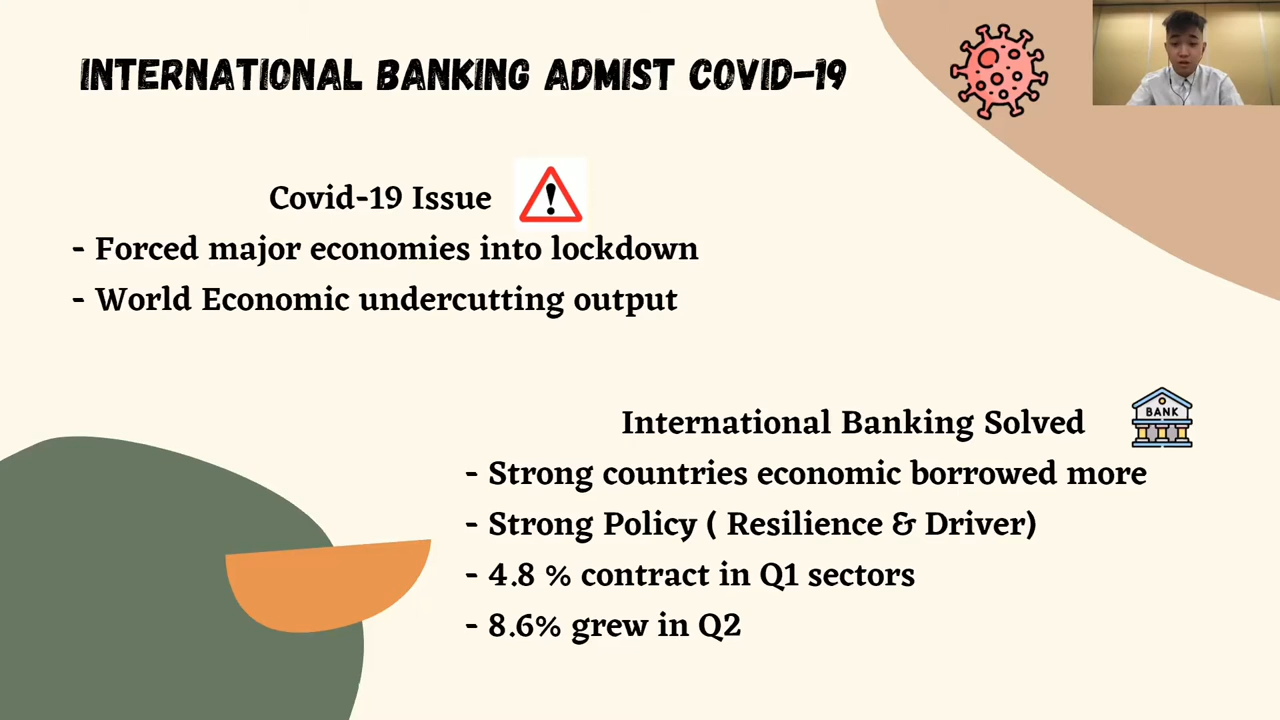 INTERNATIONAL BANKING ADMIST COVID-19
Covid-19 Issue
- Forced major economies into lockdown
- World Economic undercutting output
International Banking Solved
BANK
- Strong countries economic borrowed more
- Strong Policy ( Resilience & Driver)
- 4.8 % contract in Q1 sectors
- 8.6% grew in Q2